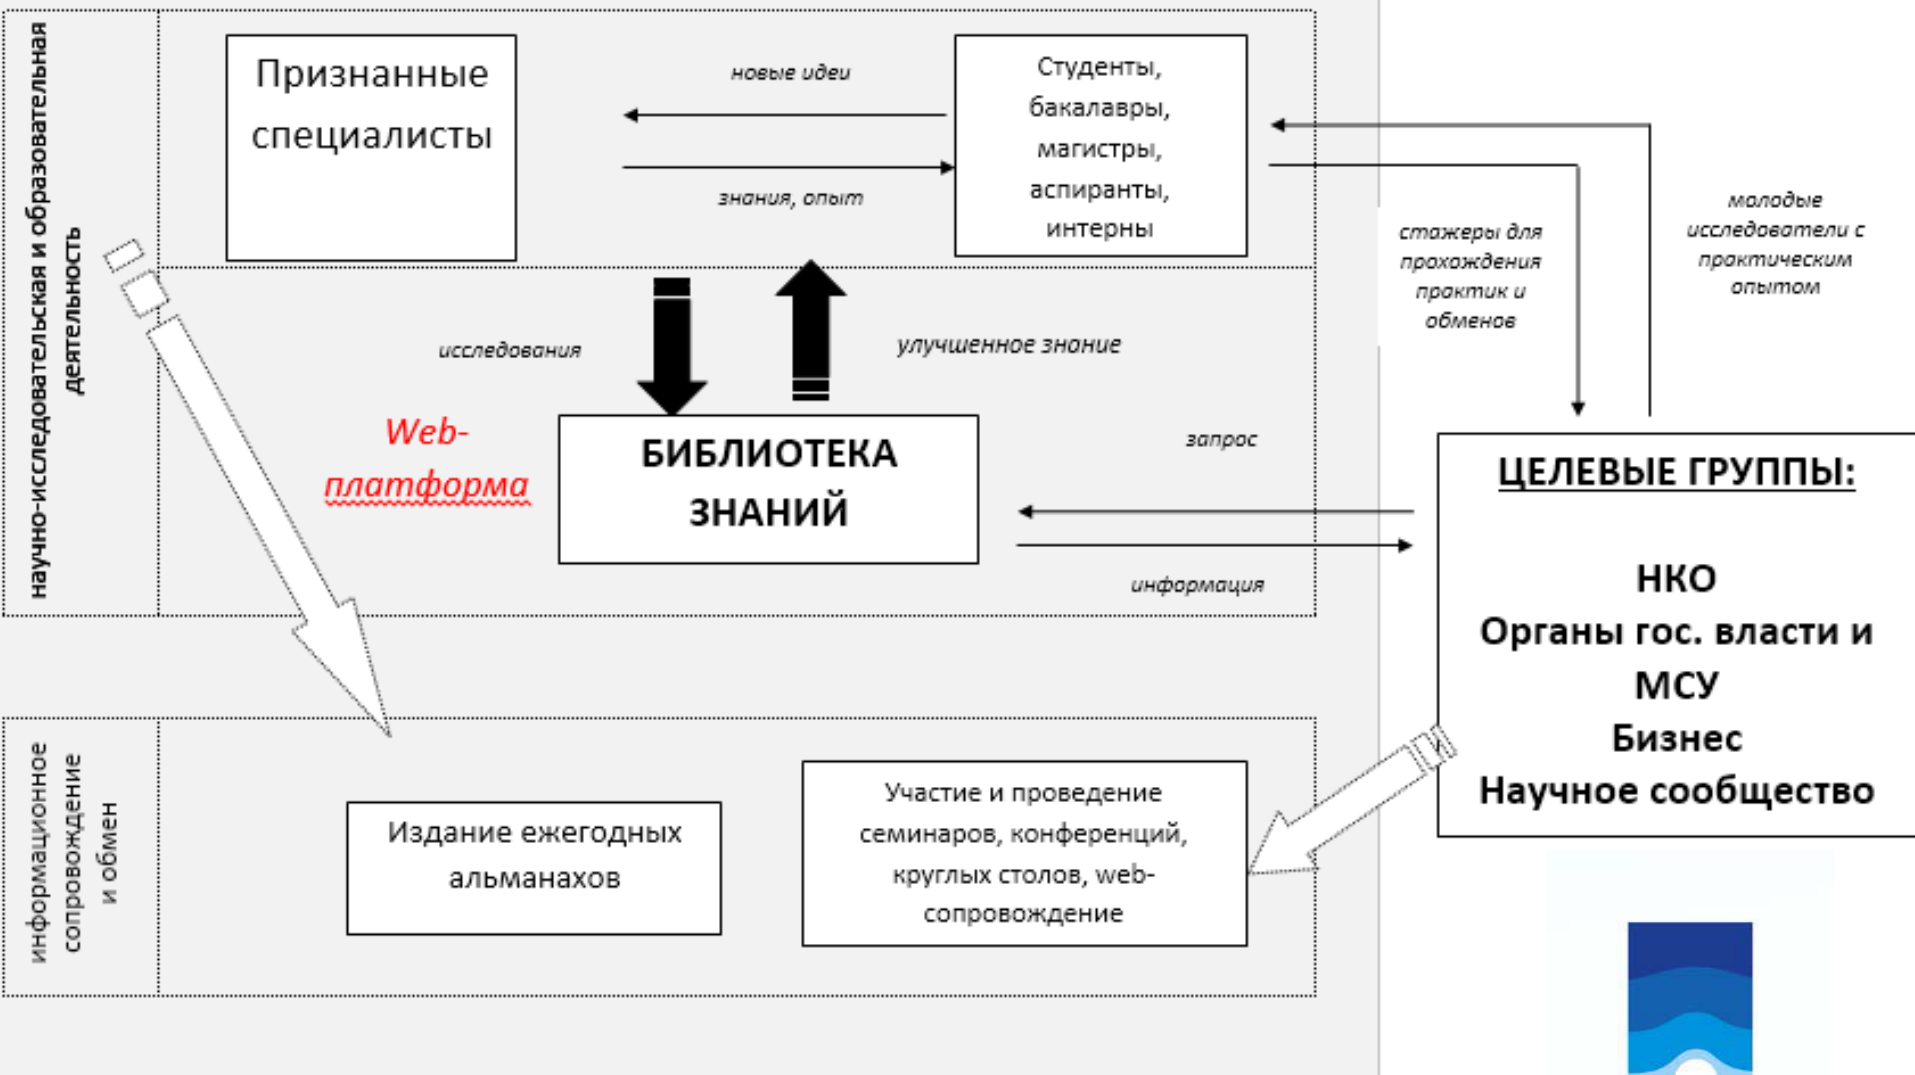 научно-исследовательская и образовательная
деятельность
Признанные
специалисты
новые идеи
знания, опыт
Студенты,
бакалавры,
магистры,
аспиранты,
интерны
стажеры для
прохождения
практик и
обменов
молодые
исследователи с
практическим
опытом
исследования
улучшенное знание
Web-
платформа
БИБЛИОТЕКА
ЗНАНИЙ
запрос
информация
ЦЕЛЕВЫЕ ГРУППЫ:
НКО
Органы гос. власти и
МСУ
Бизнес
Научное сообщество
информационное
сопровождение
и обмен
Издание ежегодных
альманахов
Участие и проведение
семинаров, конференций,
круглых столов, web-
сопровождение